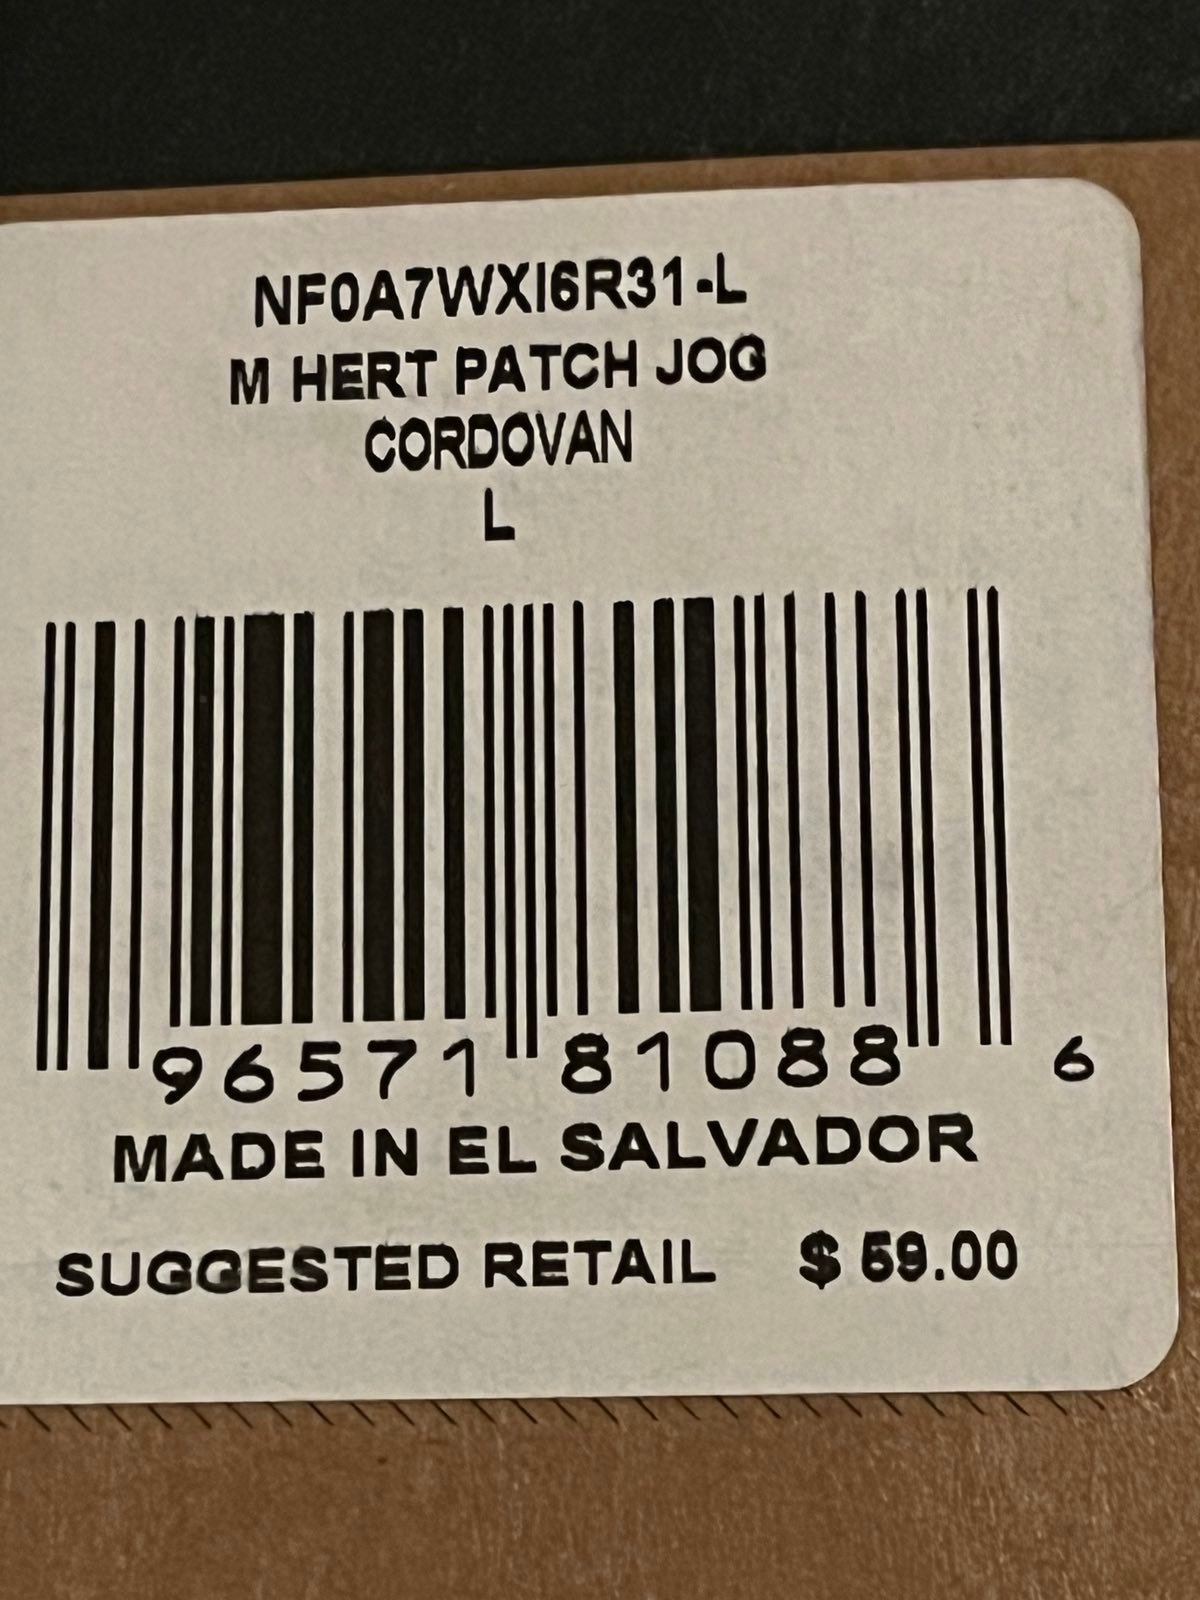 NF0A7WXI6R31-L
M HERT PATCH JOG
CORDOVAN
L
96571 81088 6
MADE IN EL SALVADOR
SUGGESTED RETAIL $ 59.00